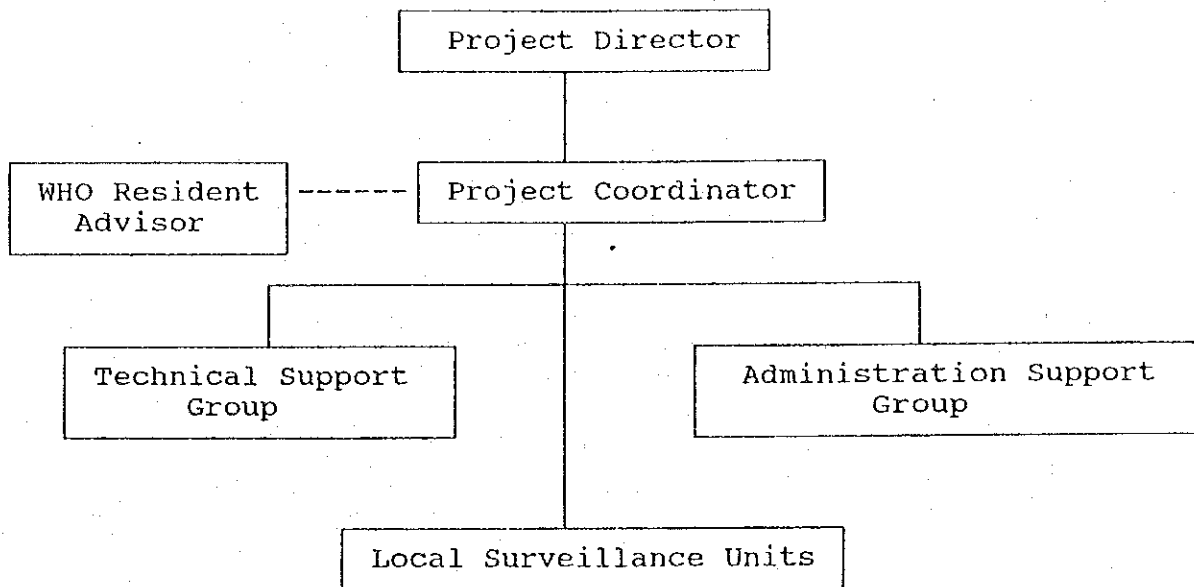 Project Director
WHO Resident
Advisor
Project Coordinator
Technical Support
Group
Administration Support
Group
Local Surveillance Units